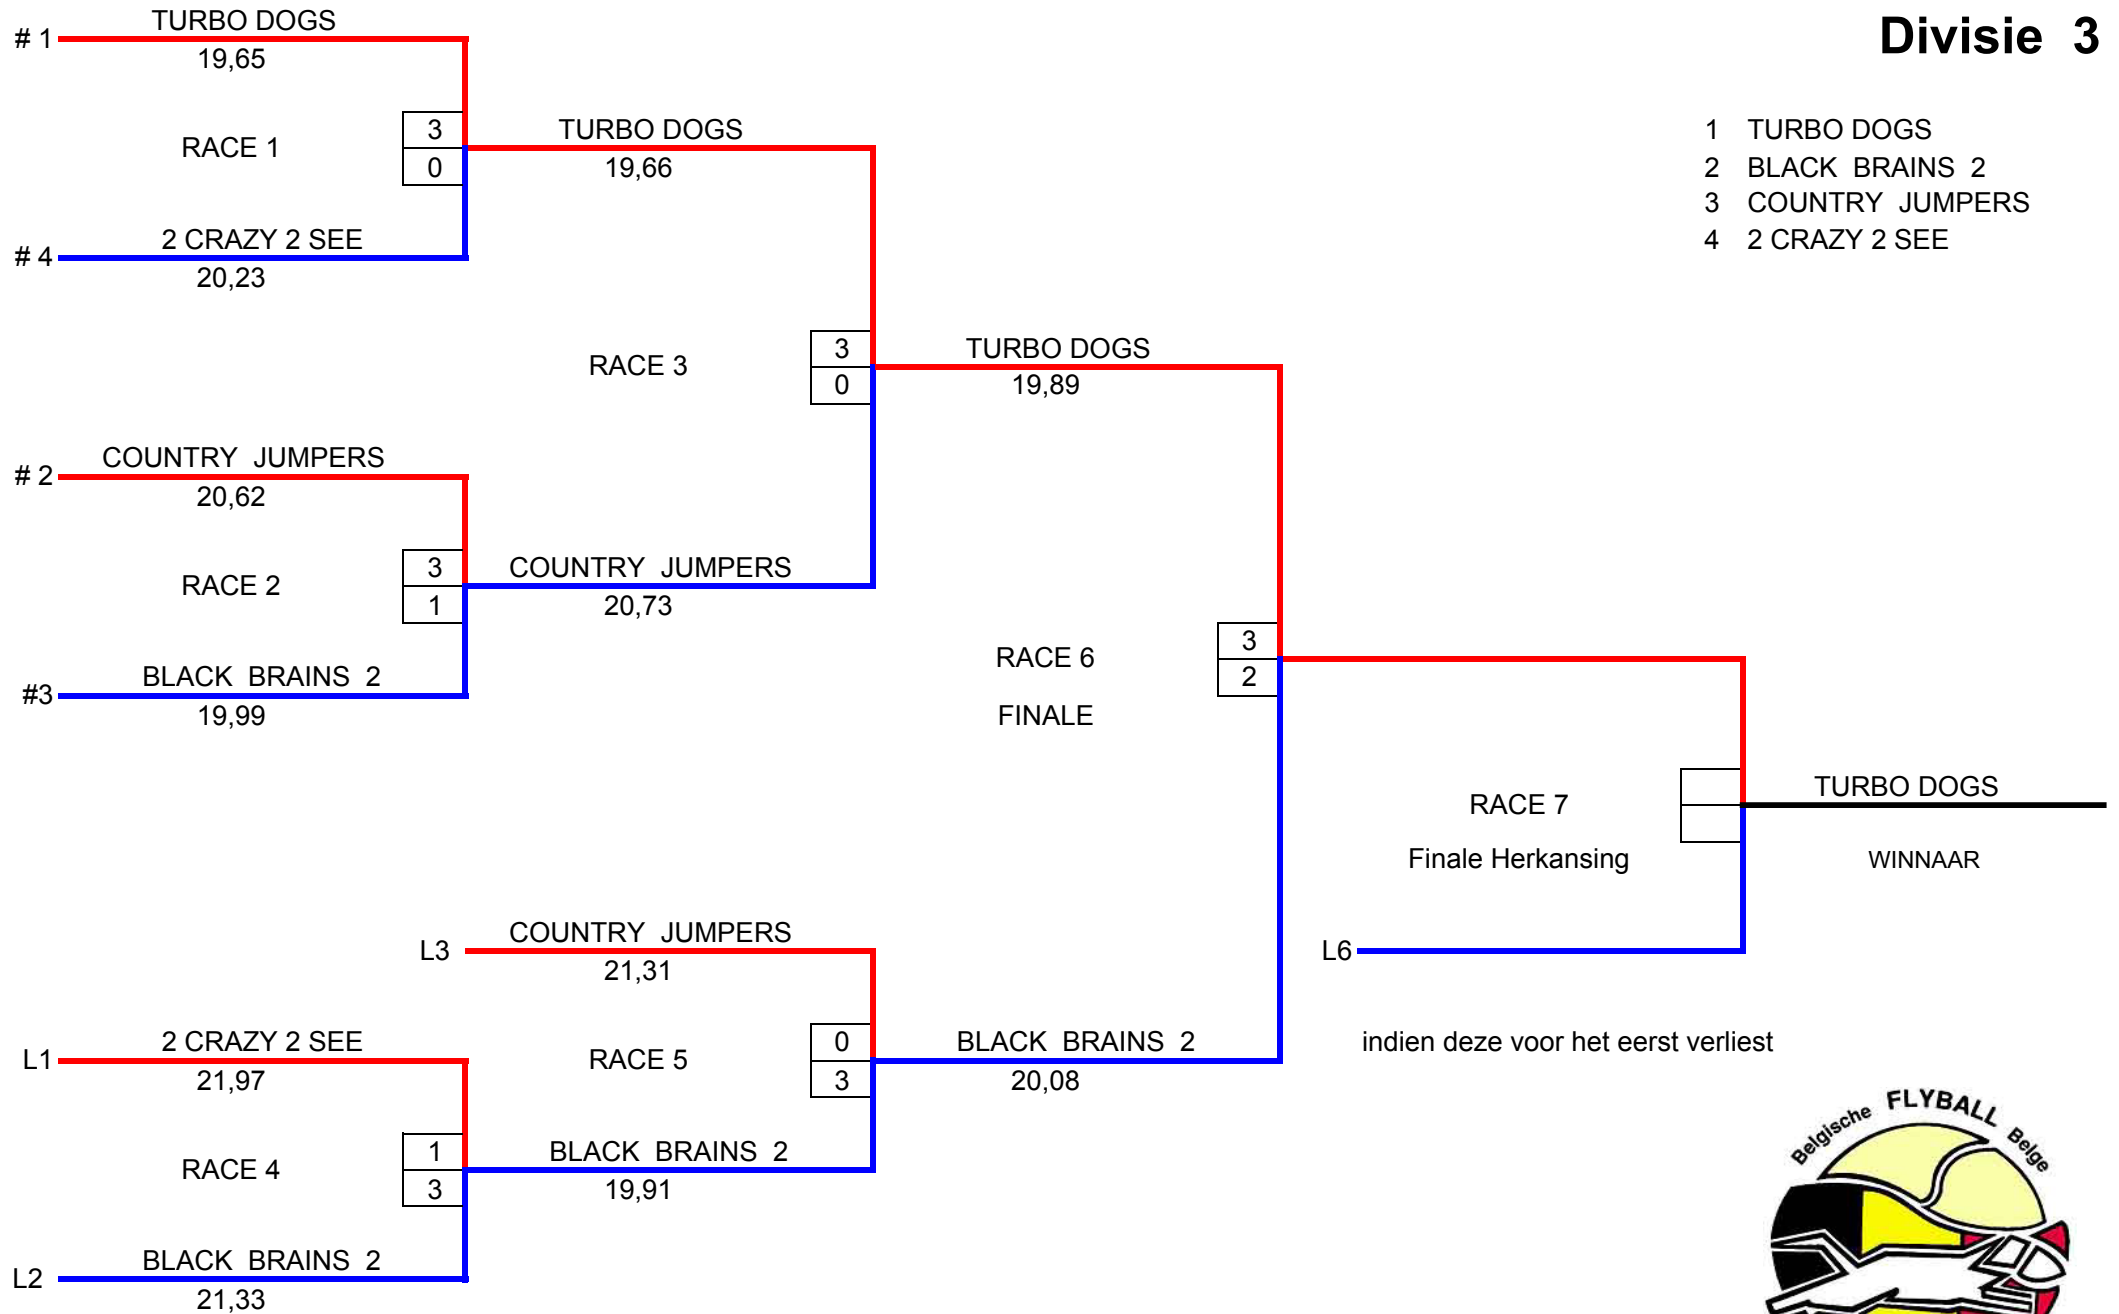 Divisie 3
1 TURBO DOGS
2 BLACK BRAINS 2
3 COUNTRY JUMPERS
4 2 CRAZY 2 SEE
# 1
TURBO DOGS
19,65
RACE 1
3
0
# 4
2 CRAZY 2 SEE
20,23
TURBO DOGS
19,66
RACE 3
3
0
# 2
COUNTRY JUMPERS
20,62
RACE 2
3
1
#3
BLACK BRAINS 2
19,99
COUNTRY JUMPERS
20,73
TURBO DOGS
19,89
RACE 6
3
2
FINALE
RACE 7
Finale Herkansing
TURBO DOGS
WINNAAR
L6
indien deze voor het eerst verliest
L3
COUNTRY JUMPERS
21,31
RACE 5
0
3
BLACK BRAINS 2
20,08
L1
2 CRAZY 2 SEE
21,97
RACE 4
1
3
BLACK BRAINS 2
19,91
L2
BLACK BRAINS 2
21,33
Belgische FLYBALL Belge